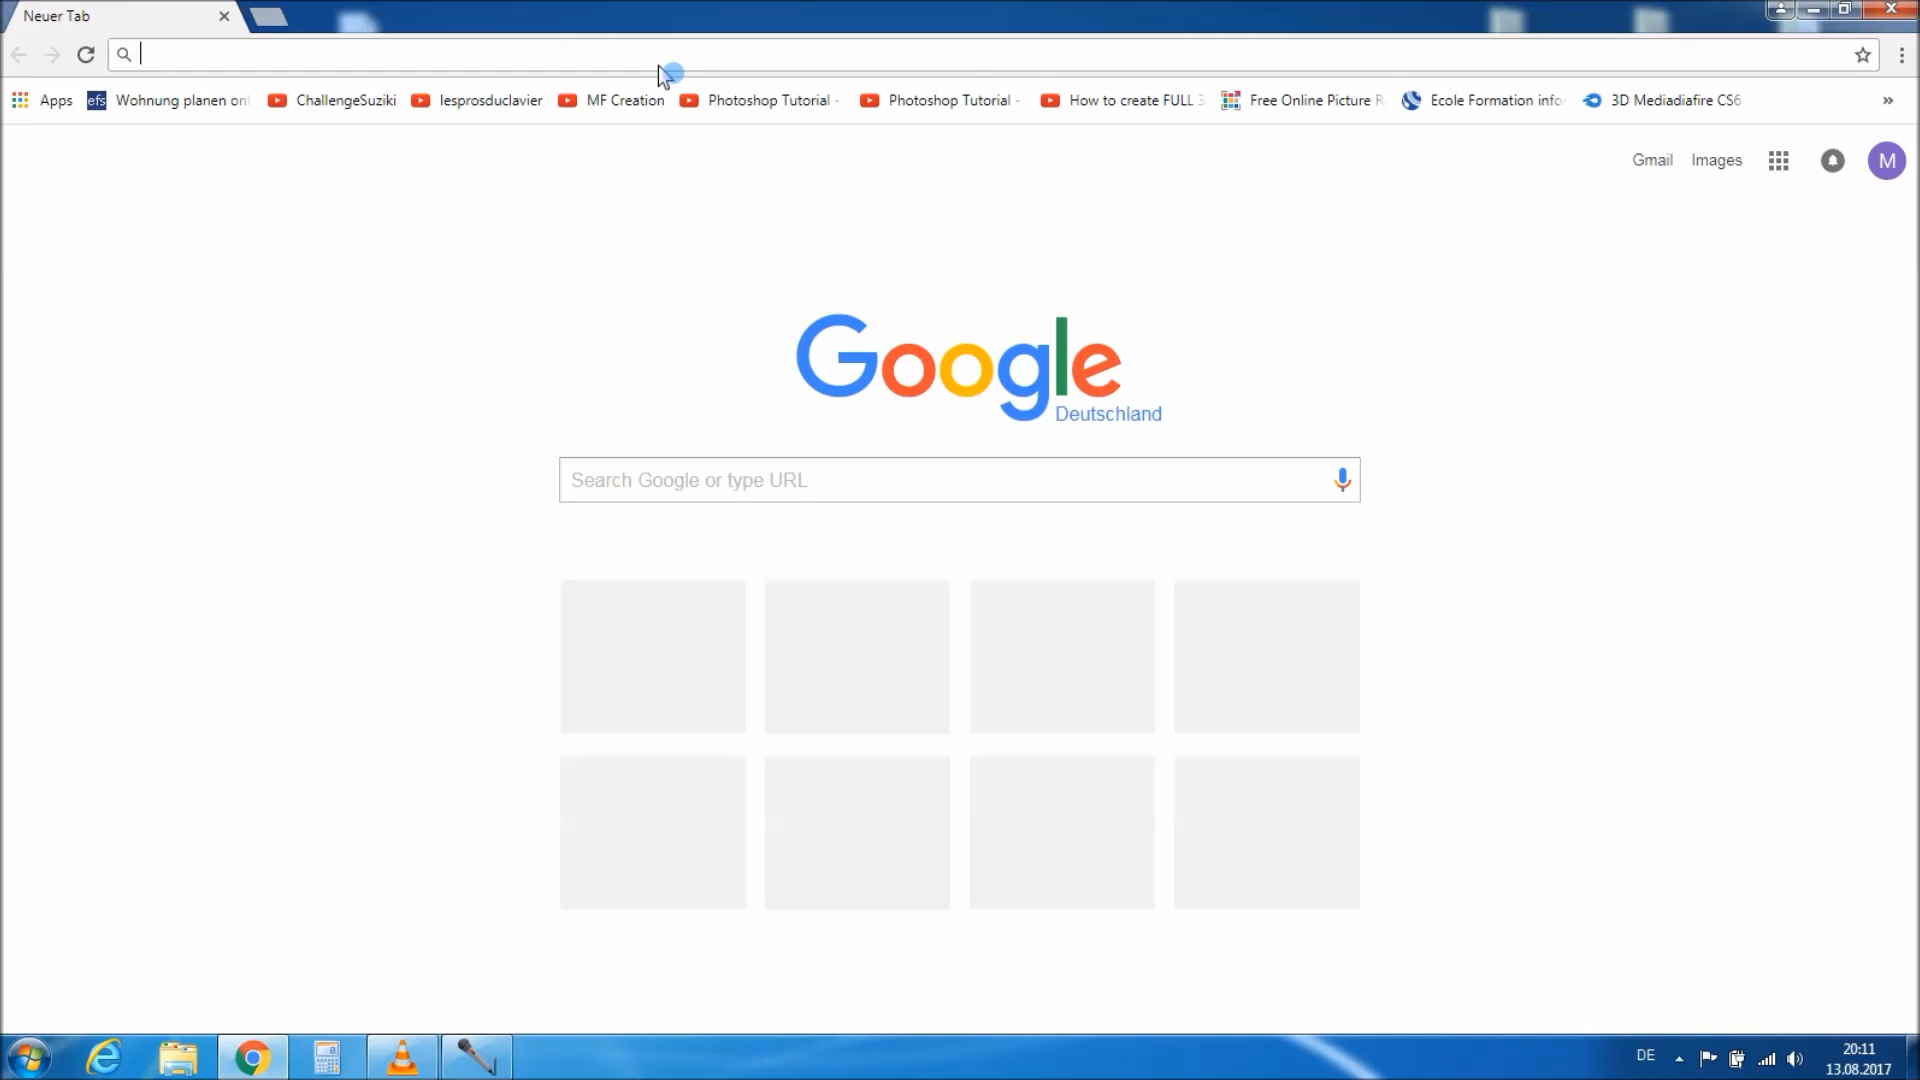 Neuer Tab
Apps
efs Wohnung planen onl
ChallengeSuziki
lesprosduclavier
MF Creation
Photoshop Tutorial -
Photoshop Tutorial -
How to create FULL 3
Free Online Picture R
Ecole Formation info
3D Mediadiafire CS6
»
Gmail
Images
M
Google
Deutschland
Search Google or type URL
DE
20:11
13.08.2017